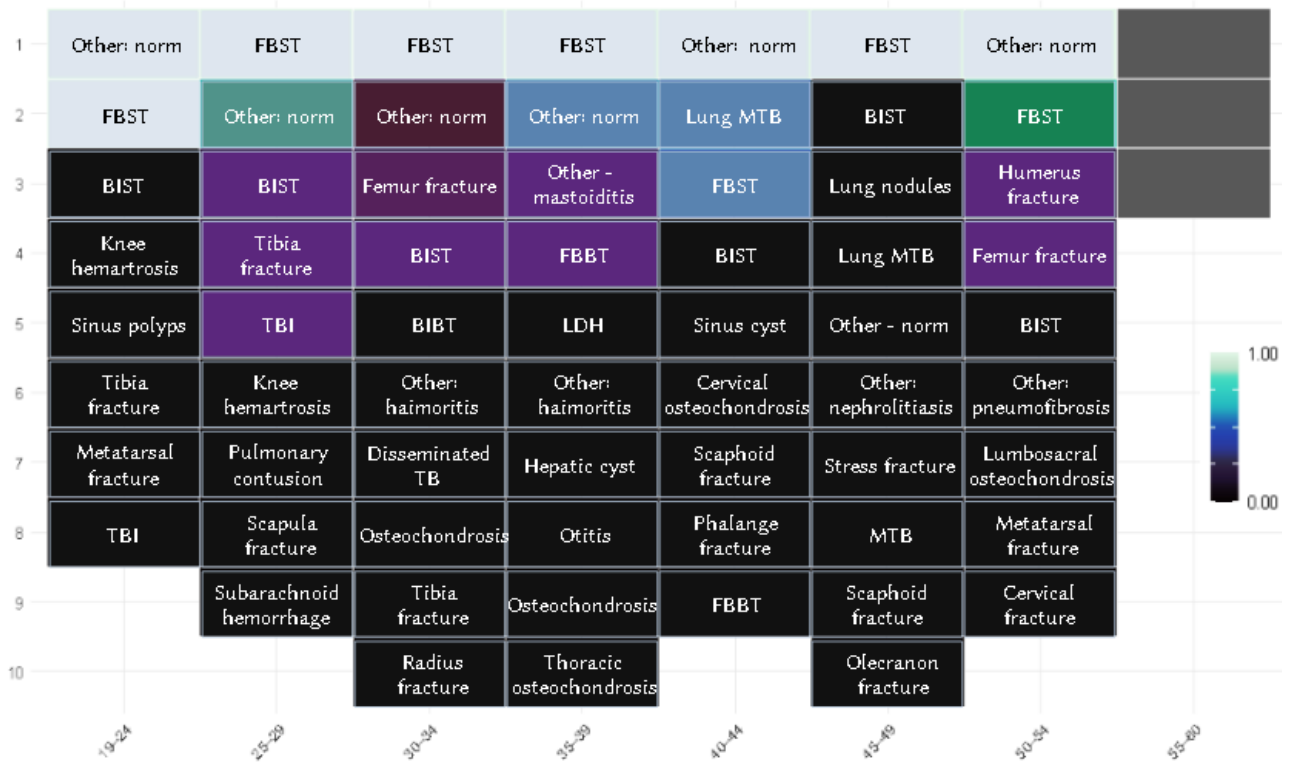 1
Other: norm
FBST
FBST
FBST
Other: norm
FBST
Other: norm
2
FBST
Other: norm
Other: norm
Other: norm
Lung MTB
BIST
FBST
3
BIST
BIST
Femur fracture
Other -
mastoiditis
FBST
Lung nodules
Humerus
fracture
4
Knee
hemartrosis
Tibia
fracture
BIST
FBBT
BIST
Lung MTB
Femur fracture
5
Sinus polyps
TBI
BIBT
LDH
Sinus cyst
Other - norm
BIST
6
Tibia
fracture
Knee
hemartrosis
Other:
haimoritis
Other:
haimoritis
Cervical
osteochondrosis
Other:
nephrolitiasis
Other:
pneumofibrosis
7
Metatarsal
fracture
Pulmonary
contusion
Disseminated
TB
Hepatic cyst
Scaphoid
fracture
Stress fracture
Lumbosacral
osteochondrosis
8
TBI
Scapula
fracture
Osteochondrosis
Otitis
Phalange
fracture
MTB
Metatarsal
fracture
9
Subarachnoid
hemorrhage
Tibia
fracture
Osteochondrosis
FBBT
Scaphoid
fracture
Cervical
fracture
10
Radius
fracture
Thoracic
osteochondrosis
Olecranon
fracture
19-24
25-29
30-34
35-39
40-44
45-49
50-54
55-60
1.00
0.00